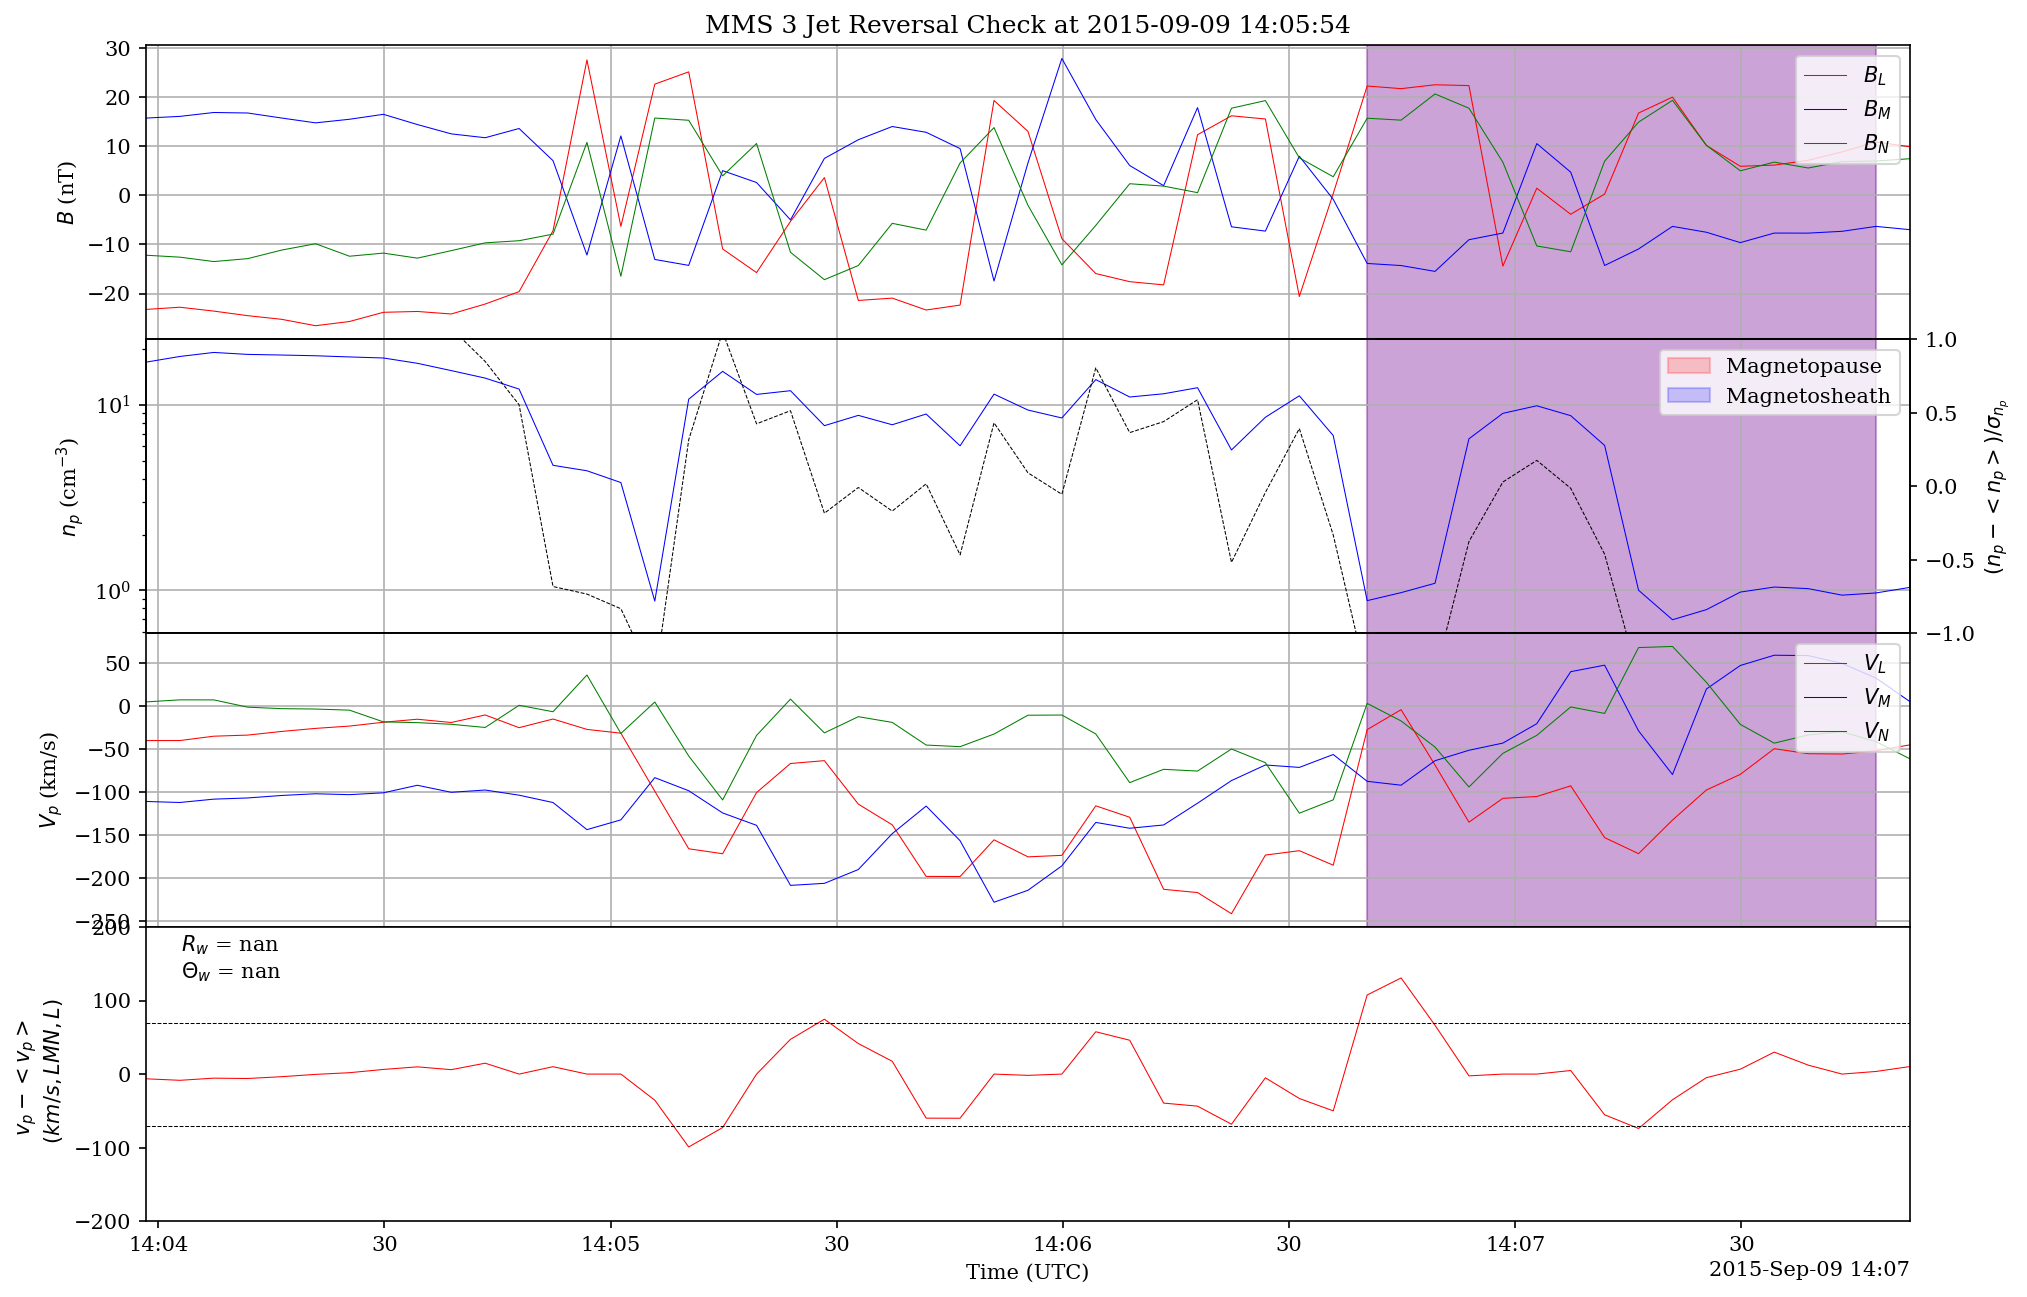 MMS 3 Jet Reversal Check at 2015-09-09 14:05:54
30
20
10
0
−10
−20
B (nT)
B_L
B_M
B_N
10^1
10^0
n_p (cm^−3)
Magnetopause
Magnetosheath
1.0
0.5
0.0
−0.5
−1.0
(n_p − < n_p >)/σ_{n_p}
50
0
−50
−100
−150
−200
−250
V_p (km/s)
V_L
V_M
V_N
200
100
0
−100
−200
v_p − < v_p >
(km/s, LMN, L)
R_w = nan
Θ_w = nan
14:04 30 14:05 30 14:06 30 14:07 30
Time (UTC)
2015-Sep-09 14:07